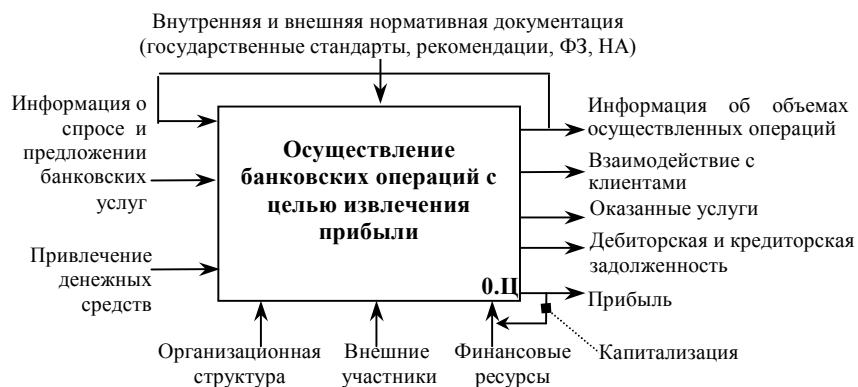 Внутренняя и внешняя нормативная документация
(государственные стандарты, рекомендации, ФЗ, НА)
Информация о
спросе и
предложении
банковских
услуг
Привлечение
денежных
средств
Осуществление
банковских операций с
целью извлечения
прибыли
0.Ц
Информация об объемах
осуществленных операций
Взаимодействие с
клиентами
Оказанные услуги
Дебиторская и кредиторская
задолженность
Прибыль
Организационная
структура
Внешние
участники
Финансовые
ресурсы
Капитализация